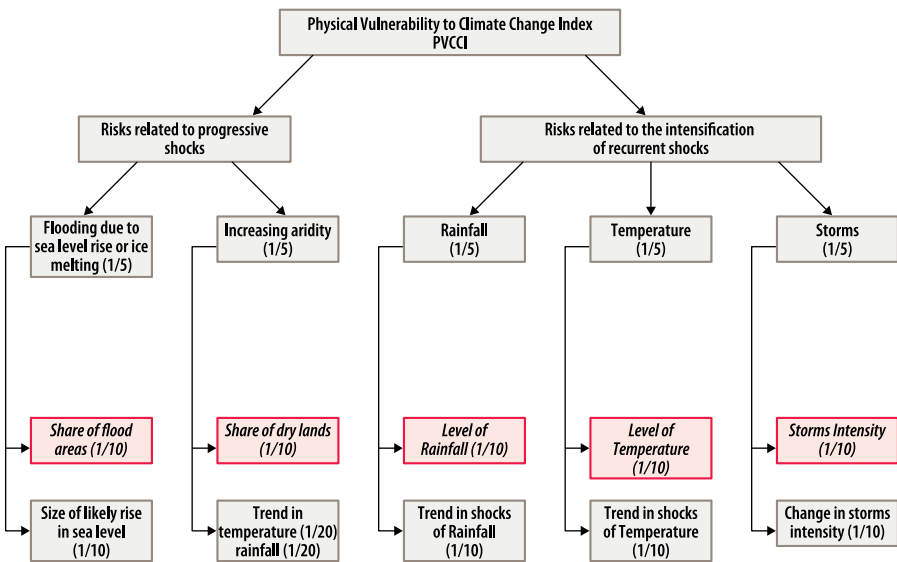 Physical Vulnerability to Climate Change Index
PVCCI
Risks related to progressive
shocks
Risks related to the intensification
of recurrent shocks
Flooding due to
sea level rise or ice
melting (1/5)
Increasing aridity
(1/5)
Rainfall
(1/5)
Temperature
(1/5)
Storms
(1/5)
Share of flood
areas (1/10)
Share of dry lands
(1/10)
Level of
Rainfall (1/10)
Level of
Temperature
(1/10)
Storms Intensity
(1/10)
Size of likely rise
in sea level
(1/10)
Trend in
temperature (1/20)
rainfall (1/20)
Trend in shocks
of Rainfall
(1/10)
Trend in shocks
of Temperature
(1/10)
Change in storms
intensity (1/10)